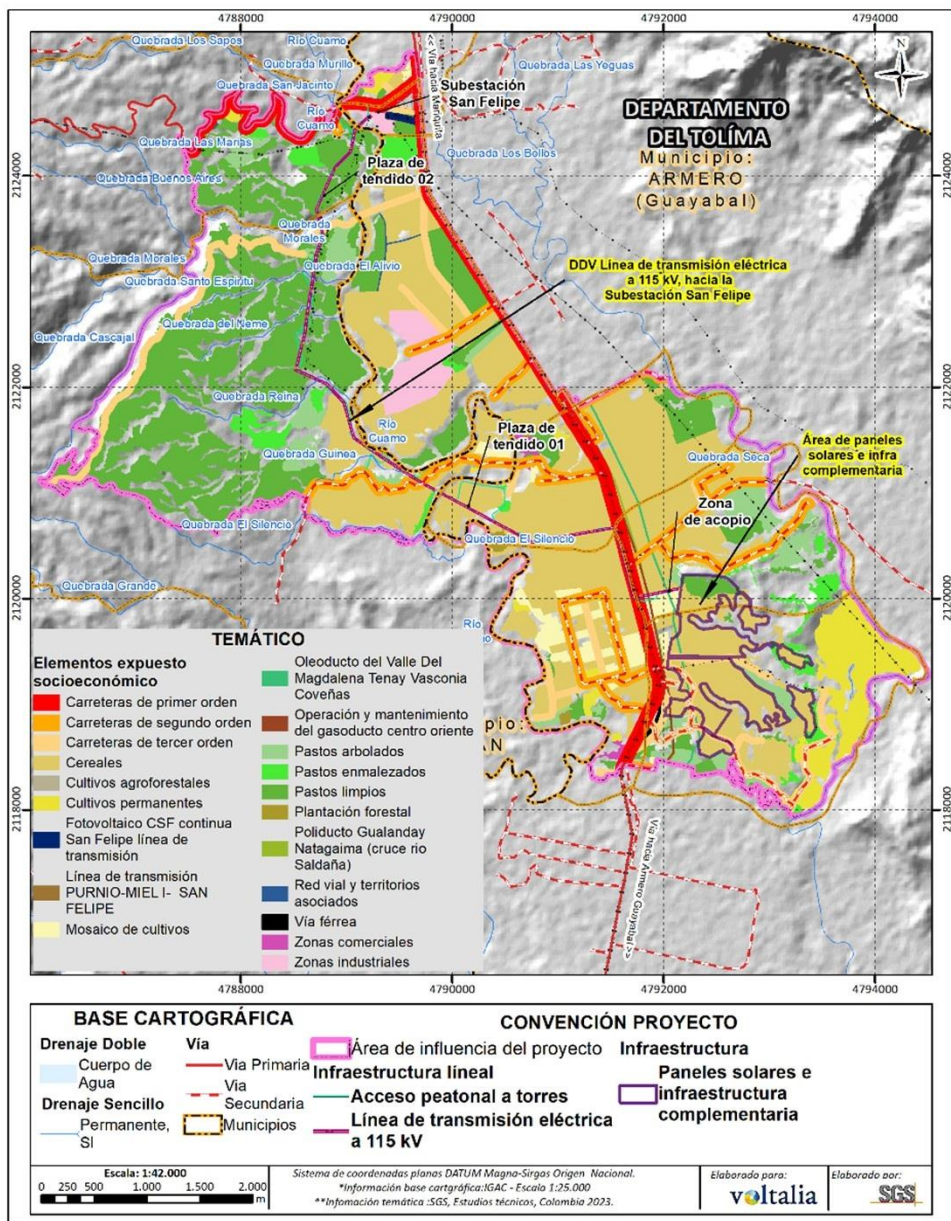 4788000
4790000
4792000
4794000
Quebrada Los Sapos
Río Cuamo
Quebrada Murillo
Quebrada San Jacinto
<< Vía hacia Mariquita
Quebrada Las Yeguas
N
Subestación
San Felipe
Río
Cuamo
DEPARTAMENTO
DEL TOLÍMA
Municipio:
ARMERO
(Guayabal)
Quebrada Las Marías
Quebrada Los Bollos
Plaza de
tendido 02
2124000
2124000
Quebrada Buenos Aires
Quebrada
Morales
Quebrada Morales
Quebrada El Alivio
DDV Línea de transmisión eléctrica
a 115 kV, hacia la
Subestación San Felipe
Quebrada Santo Espíritu
Quebrada del Neme
Quebrada Cascajal
2122000
2122000
Quebrada Reina
Río
Cuamo
Plaza de
tendido 01
Quebrada Guinea
Quebrada Seca
Área de paneles
solares e infra
complementaria
Zona
de acopio
Quebrada El Silencio
Quebrada El Silencio
Quebrada Grande
2120000
2120000
Río
Cuamo
TEMÁTICO
Elementos expuesto
socioeconómico
Carreteras de primer orden
Carreteras de segundo orden
Carreteras de tercer orden
Cereales
Cultivos agroforestales
Cultivos permanentes
Fotovoltaico CSF continua
San Felipe línea de
transmisión
Línea de transmisión
PURNIO-MIEL I- SAN
FELIPE
Mosaico de cultivos
Oleoducto del Valle Del
Magdalena Tenay Vasconia
Coveñas
Operación y mantenimiento
del gasoducto centro oriente
Pastos arbolados
Pastos enmalezados
Pastos limpios
Plantación forestal
Poliducto Gualanday
Natagaima (cruce rio
Saldaña)
Red vial y territorios
asociados
Vía férrea
Zonas comerciales
Zonas industriales
2118000
2118000
Vía hacia Armero Guayabal >>
4788000
4790000
4792000
4794000
BASE CARTOGRÁFICA
Drenaje Doble
Cuerpo de
Agua
Drenaje Sencillo
Permanente,
SI
Vía
Via Primaria
Via
Secundaria
Municipios
CONVENCIÓN PROYECTO
Área de influencia del proyecto
Infraestructura lineal
Acceso peatonal a torres
Línea de transmisión eléctrica
a 115 kV
Infraestructura
Paneles solares e
infraestructura
complementaria
Escala: 1:42.000
0 250 500 1.000 1.500 2.000
m
Sistema de coordenadas planas DATUM Magna-Sirgas Origen Nacional.
*Información base cartgráfica:IGAC - Escala 1:25.000
**Infomación temática :SGS, Estudios técnicos, Colombia 2023.
Elaborado para:
voltalia
Elaborado por:
SGS